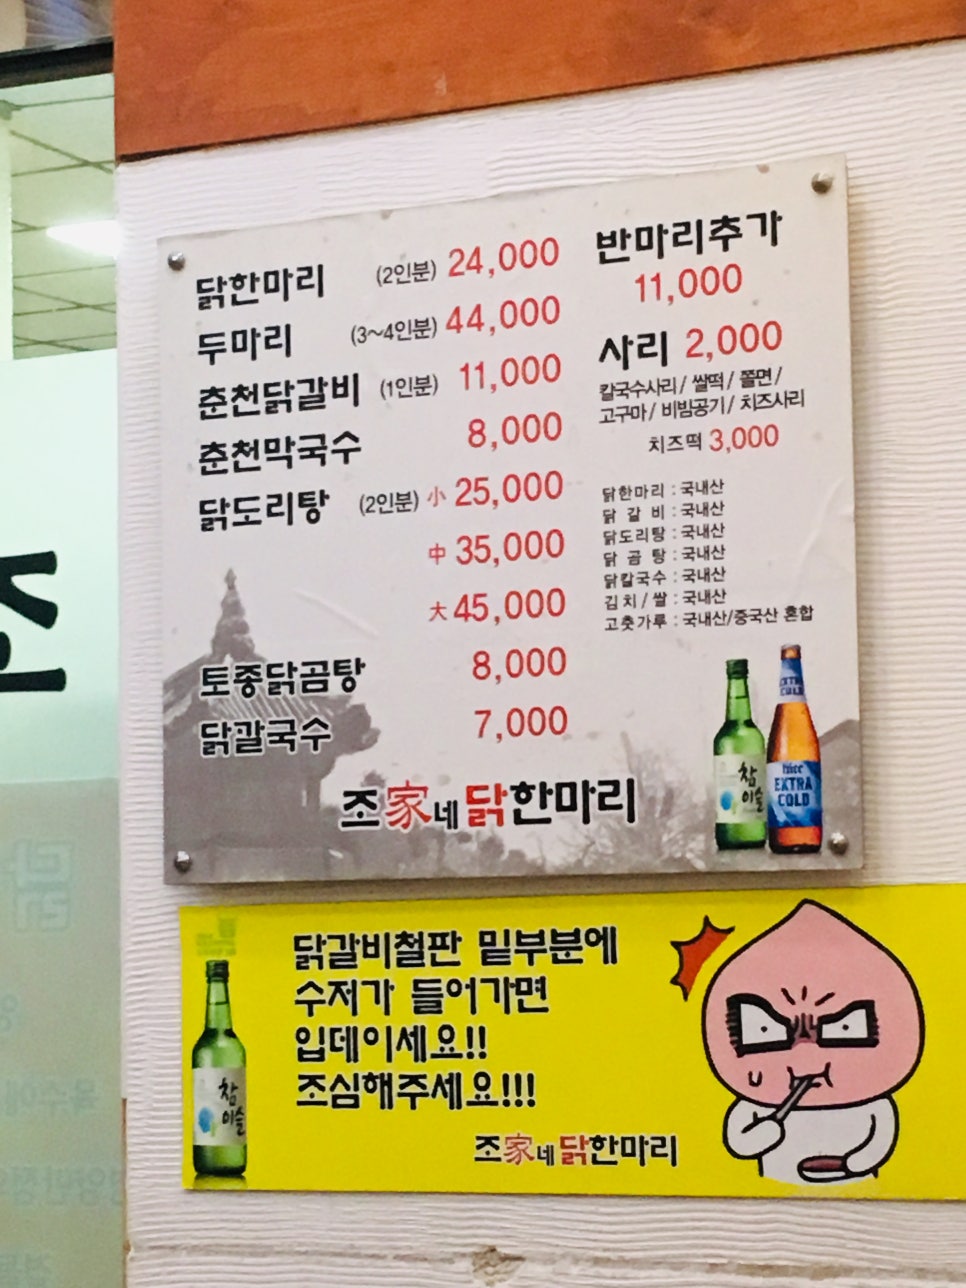 닭한마리 (2인분) 24,000
두마리 (3~4인분) 44,000
춘천닭갈비 (1인분) 11,000
춘천막국수 8,000
닭도리탕 (2인분) 小 25,000
中 35,000
大 45,000
토종닭곰탕 8,000
닭칼국수 7,000
반마리추가
11,000
사리 2,000
칼국수사리 / 쌀떡 / 쫄면 /
고구마 / 비빔공기 / 치즈사리
치즈떡 3,000
닭한마리 : 국내산
닭 갈 비 : 국내산
닭도리탕 : 국내산
닭 곰 탕 : 국내산
닭칼국수 : 국내산
김치 / 쌀 : 국내산
고춧가루 : 국내산/중국산 혼합
참
이슬
EXTRA
COLD
EXTRA
COLD
조家네 닭한마리
조
닭갈비철판 밑부분에
수저가 들어가면
입데이세요!!
조심해주세요!!!
참
이슬
조家네 닭한마리